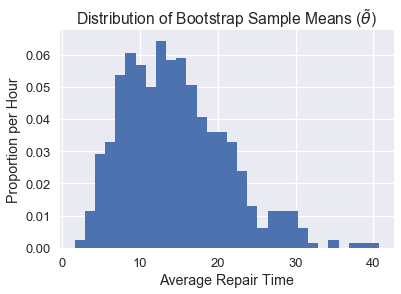 Distribution of Bootstrap Sample Means (θ̃)
Proportion per Hour
0.06
0.05
0.04
0.03
0.02
0.01
0.00
0 10 20 30 40
Average Repair Time